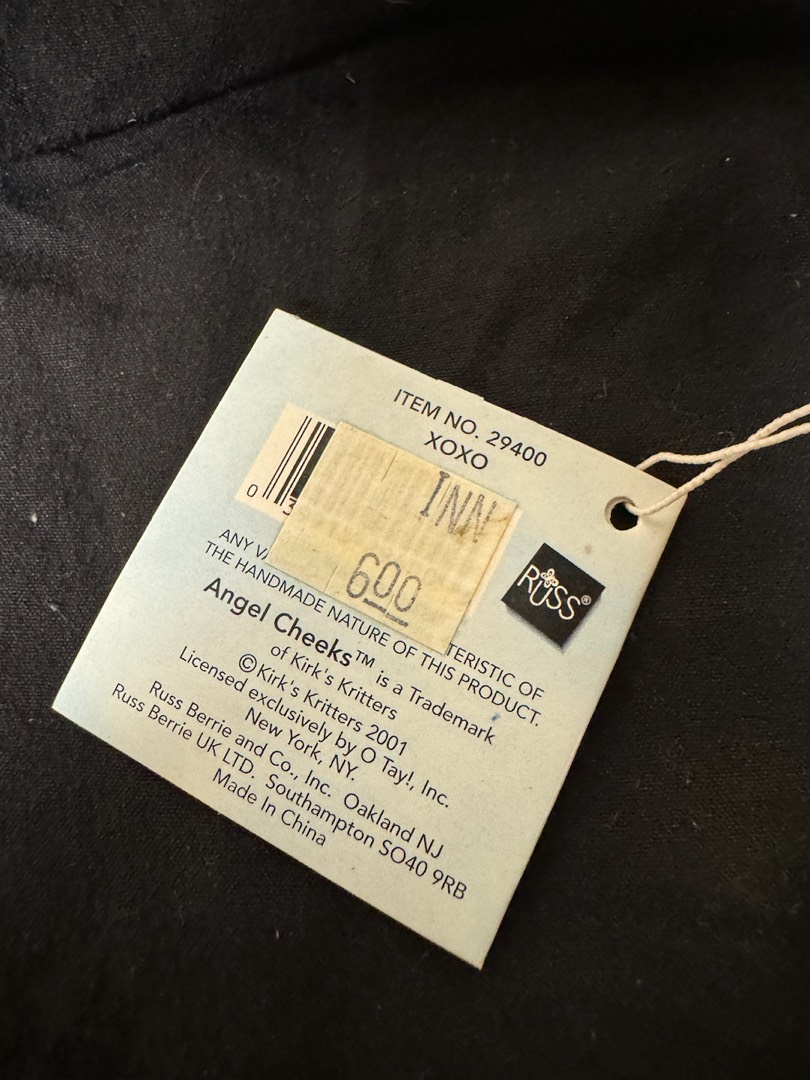 ITEM NO. 29400
XOXO
0 3
INN
6.00
RUSS®
ANY VA TERISTIC OF
THE HANDMADE NATURE OF THIS PRODUCT.
Angel Cheeks™ is a Trademark
of Kirk's Kritters
©Kirk's Kritters 2001
Licensed exclusively by O Tay!, Inc.
New York, NY.
Russ Berrie and Co., Inc. Oakland NJ
Russ Berrie UK LTD. Southampton SO40 9RB
Made In China